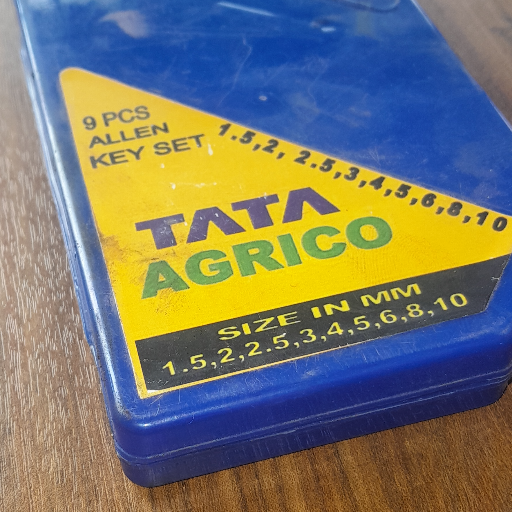 9 PCS
ALLEN
KEY SET
1.5,2, 2.5,3,4,5,6,8,10
TATA
AGRICO
SIZE IN MM
1.5,2,2.5,3,4,5,6,8,10